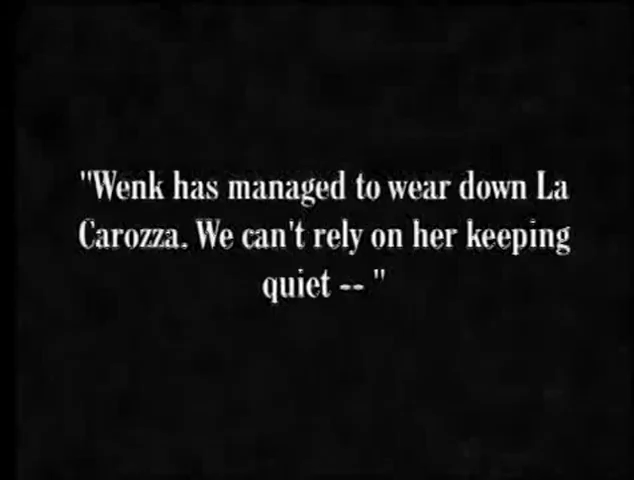 "Wenk has managed to wear down La
Carozza. We can't rely on her keeping
quiet -- "